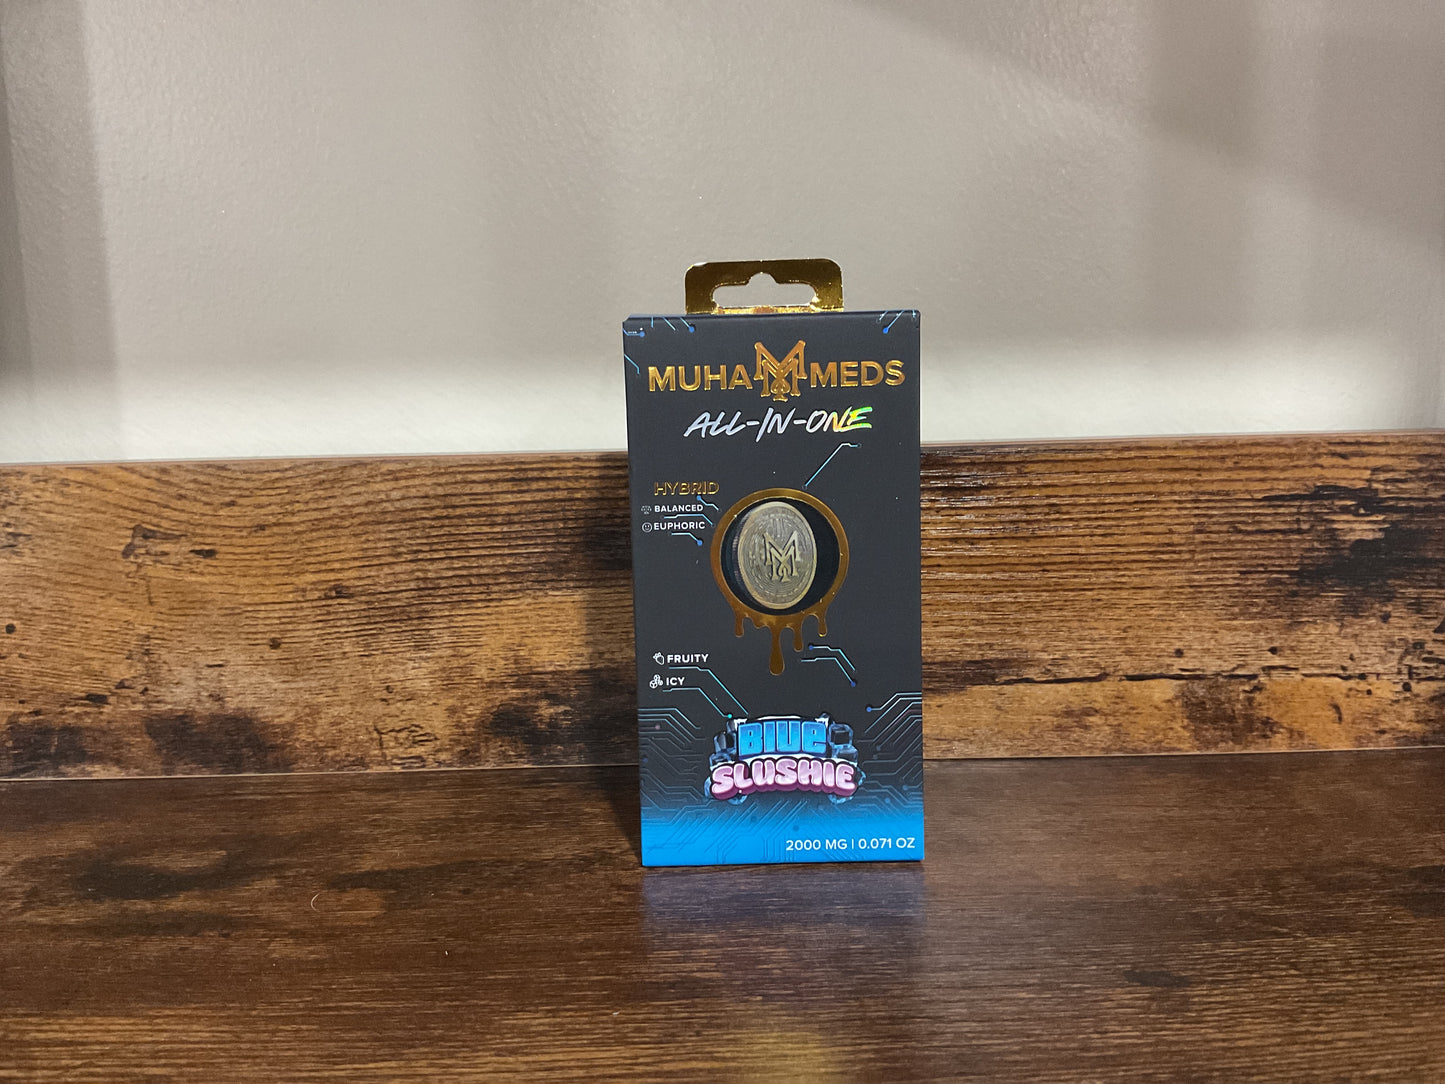 MUHA MEDS
ALL-IN-ONE
HYBRID
BALANCED
EUPHORIC
FRUITY
ICY
BLUE
SLUSHIE
2000 MG | 0.071 OZ